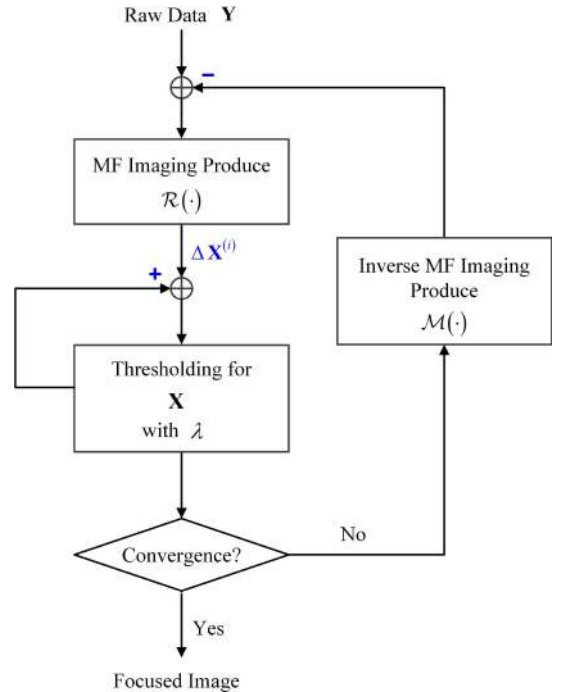 Raw Data Y
−
MF Imaging Produce
ℛ(·)
ΔX⁽ⁱ⁾
+
Inverse MF Imaging
Produce
ℳ(·)
Thresholding for
X
with λ
Convergence?
No
Yes
Focused Image